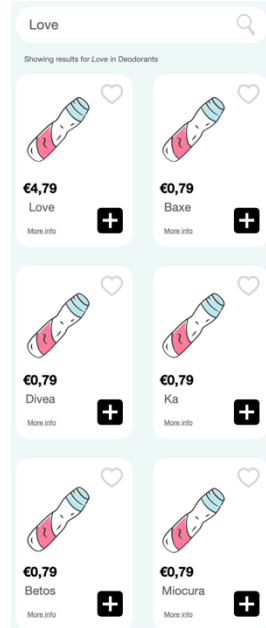 Love
Showing results for Love in Deodorants
€4,79
Love
More info
€0,79
Baxe
More info
€0,79
Divea
More info
€0,79
Ka
More info
€0,79
Betos
More info
€0,79
Miocura
More info